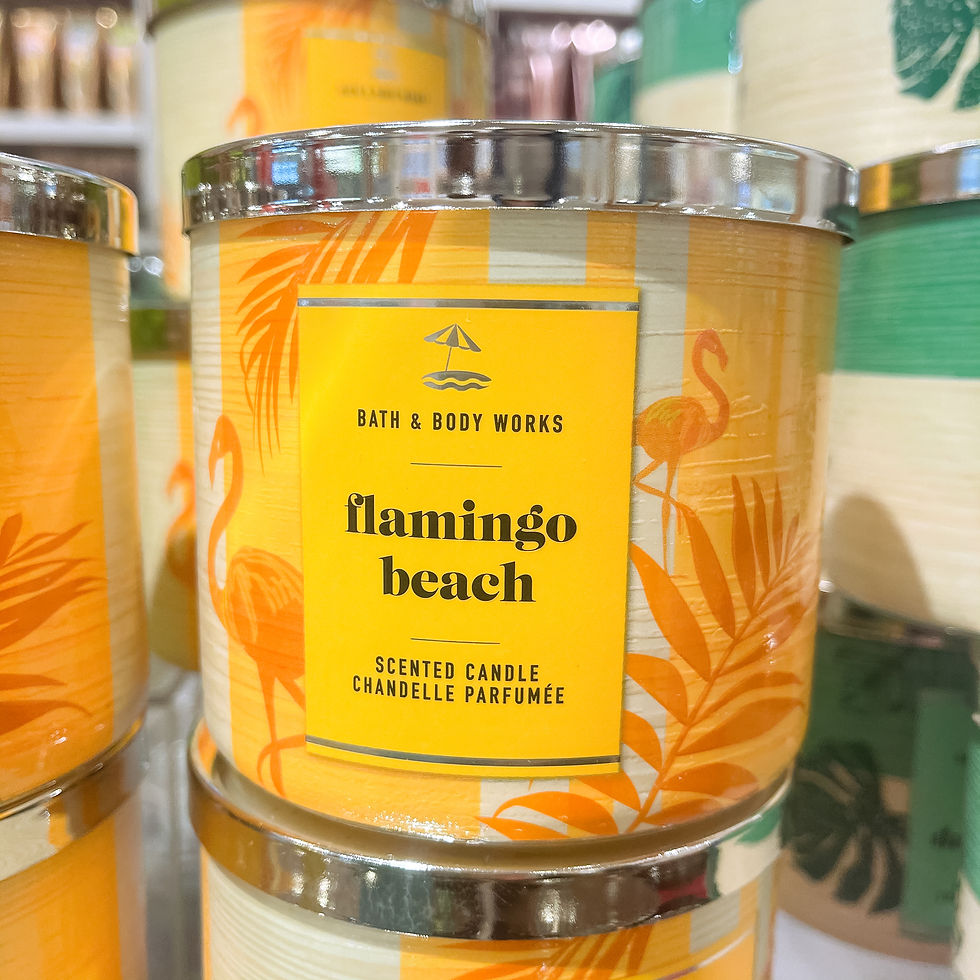 BATH & BODY WORKS
flamingo
beach
SCENTED CANDLE
CHANDELLE PARFUMÉE